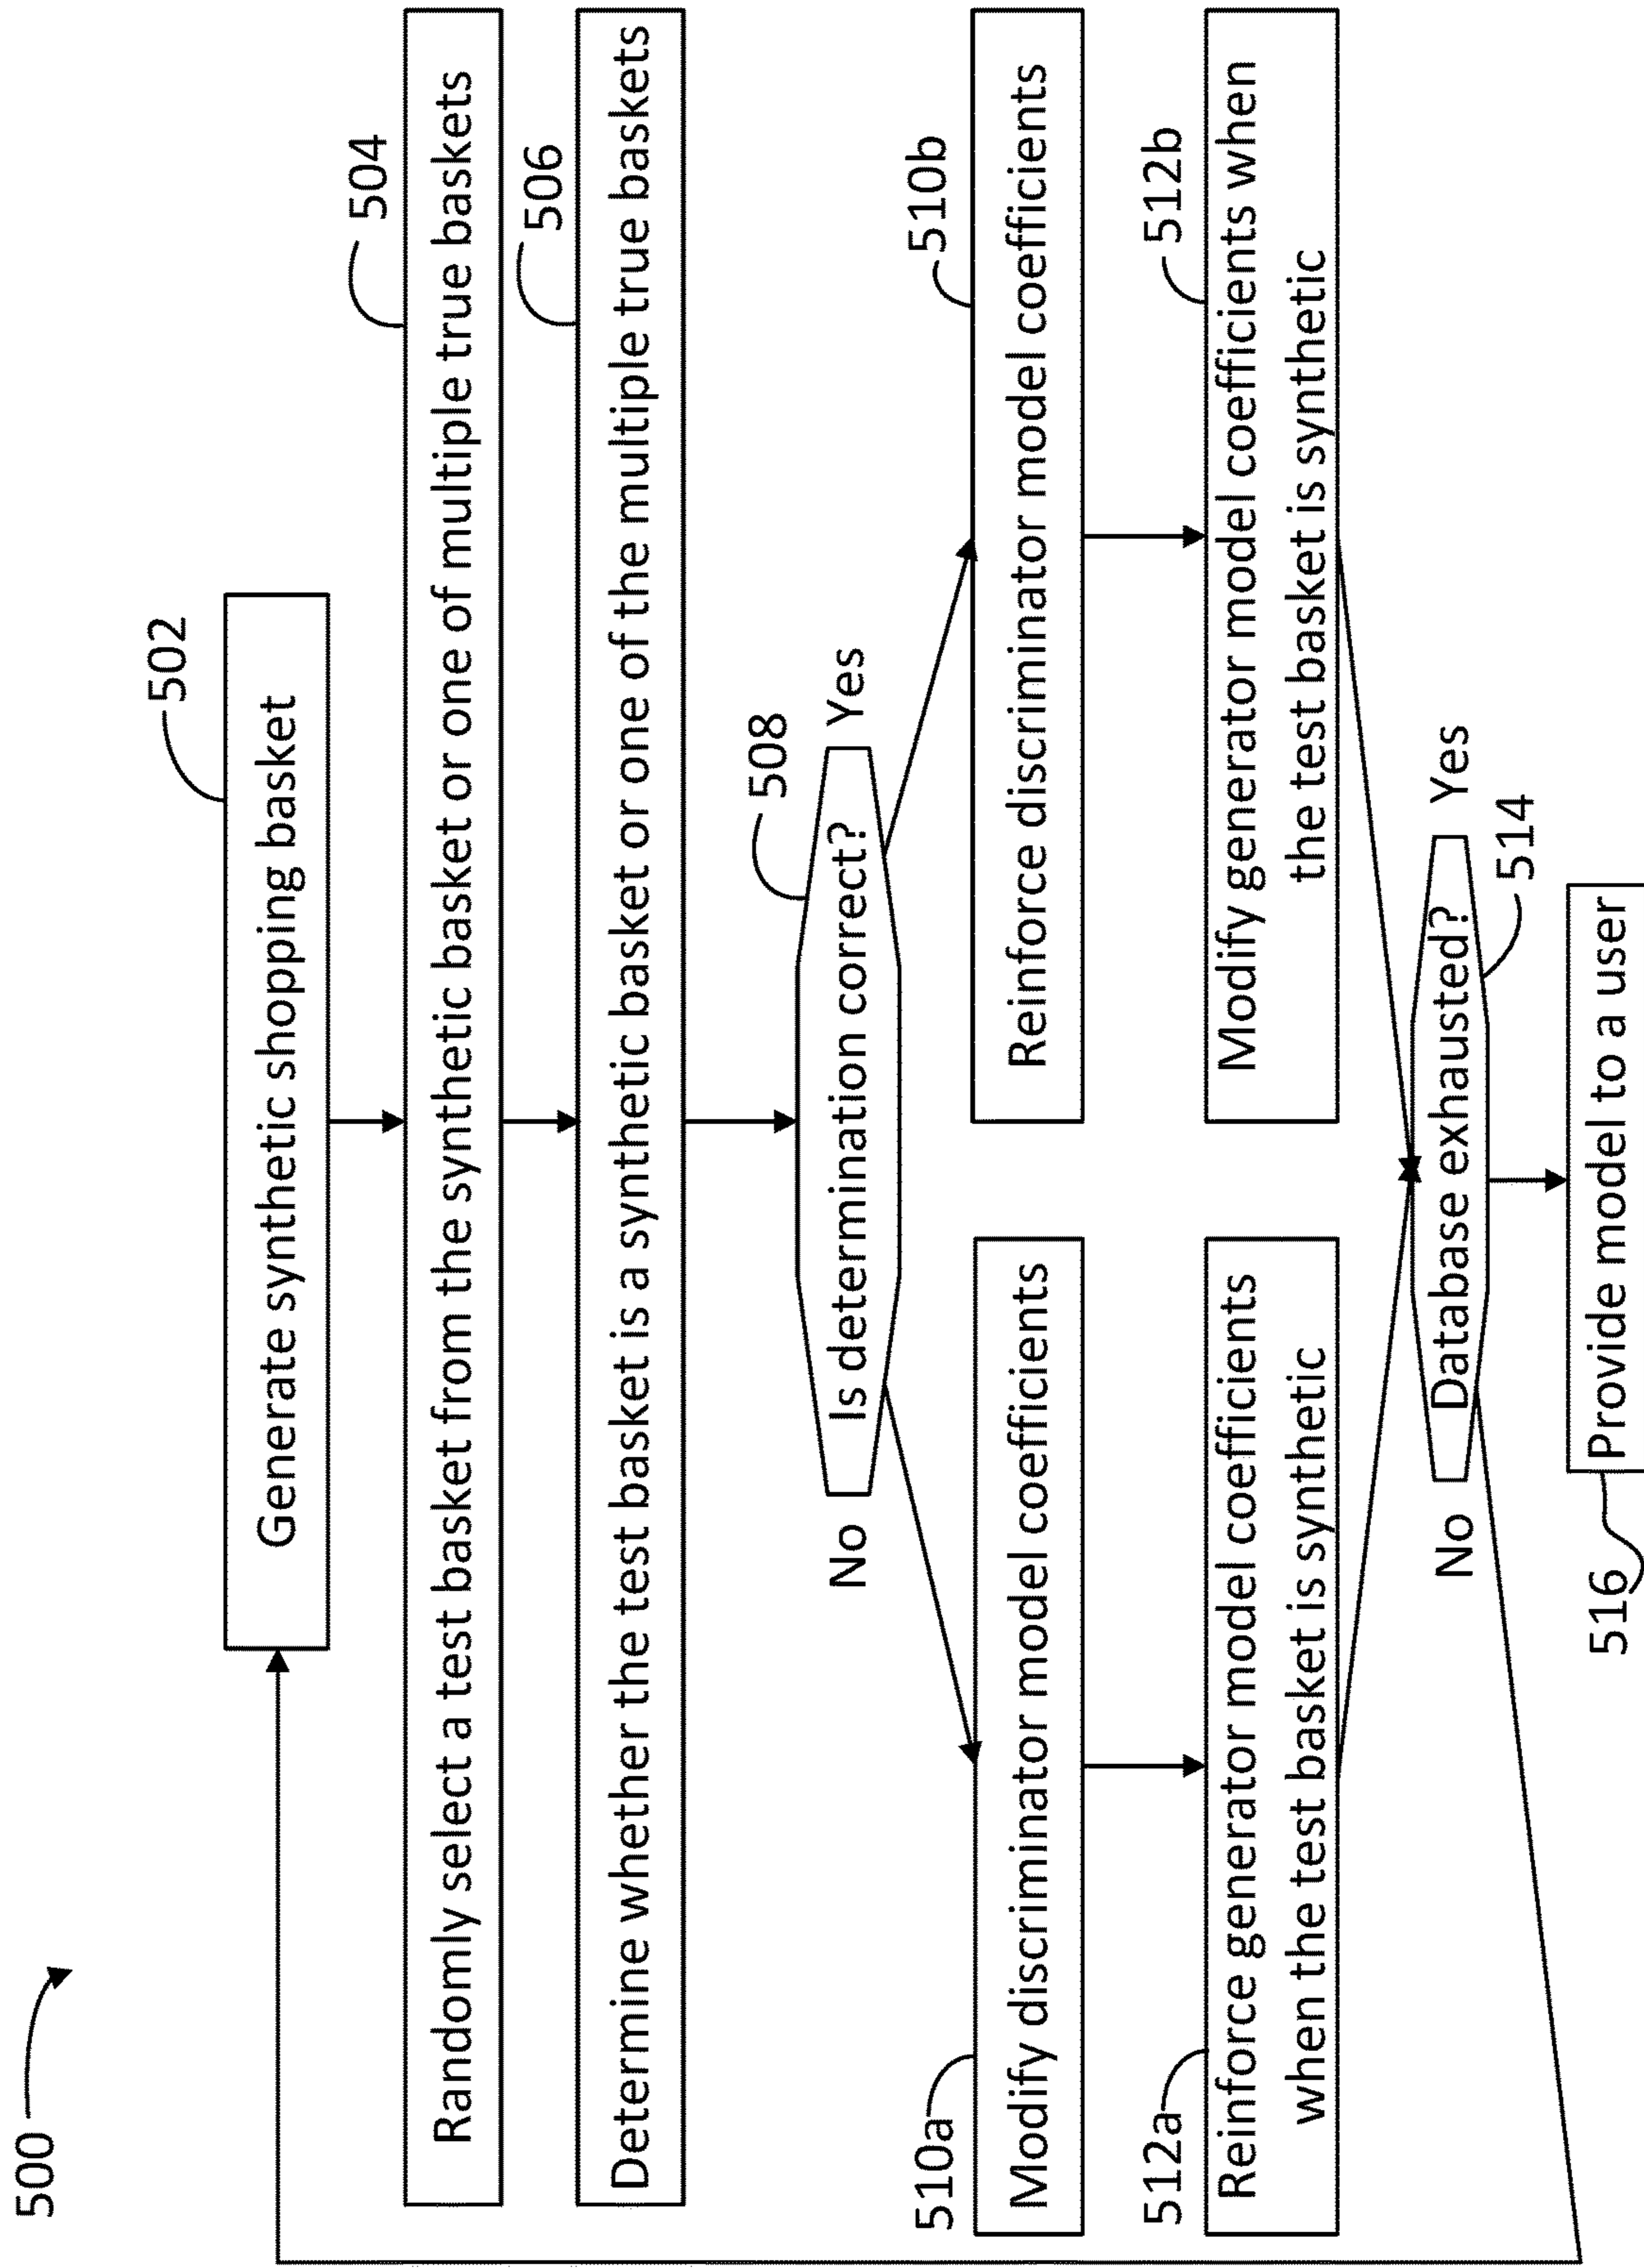 500
502
Generate synthetic shopping basket
504
Randomly select a test basket from the synthetic basket or one of multiple true baskets
506
Determine whether the test basket is a synthetic basket or one of the multiple true baskets
508
No
Is determination correct?
Yes
510a
Modify discriminator model coefficients
510b
Reinforce discriminator model coefficients
512a
Reinforce generator model coefficients
when the test basket is synthetic
512b
Modify generator model coefficients when
the test basket is synthetic
No
Database exhausted?
Yes
514
516
Provide model to a user